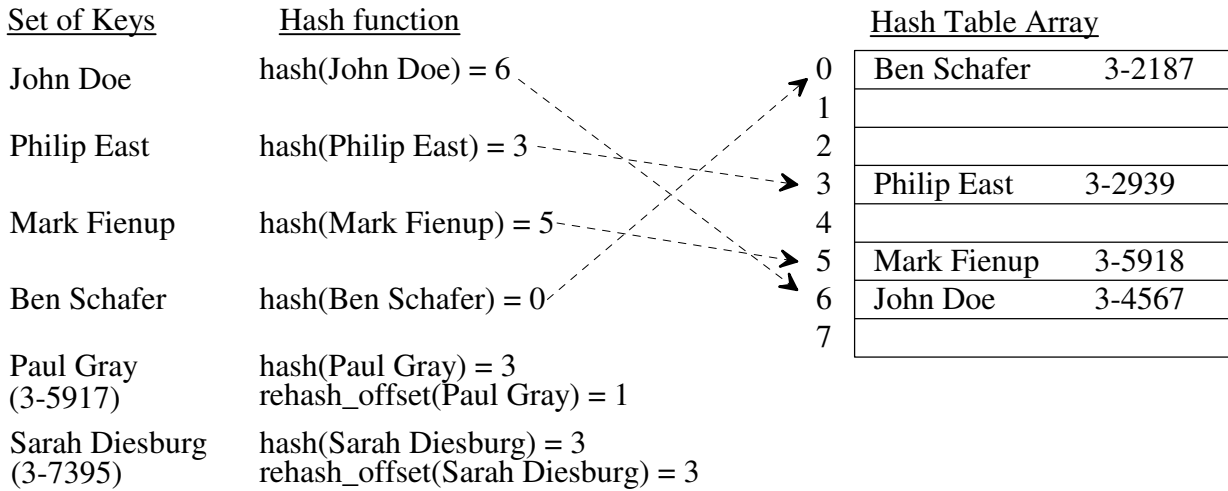 Set of Keys Hash function Hash Table Array
John Doe hash(John Doe) = 6 0 Ben Schafer 3-2187
1
Philip East hash(Philip East) = 3 2
3 Philip East 3-2939
Mark Fienup hash(Mark Fienup) = 5 4
5 Mark Fienup 3-5918
Ben Schafer hash(Ben Schafer) = 0 6 John Doe 3-4567
7
Paul Gray hash(Paul Gray) = 3
(3-5917) rehash_offset(Paul Gray) = 1
Sarah Diesburg hash(Sarah Diesburg) = 3
(3-7395) rehash_offset(Sarah Diesburg) = 3